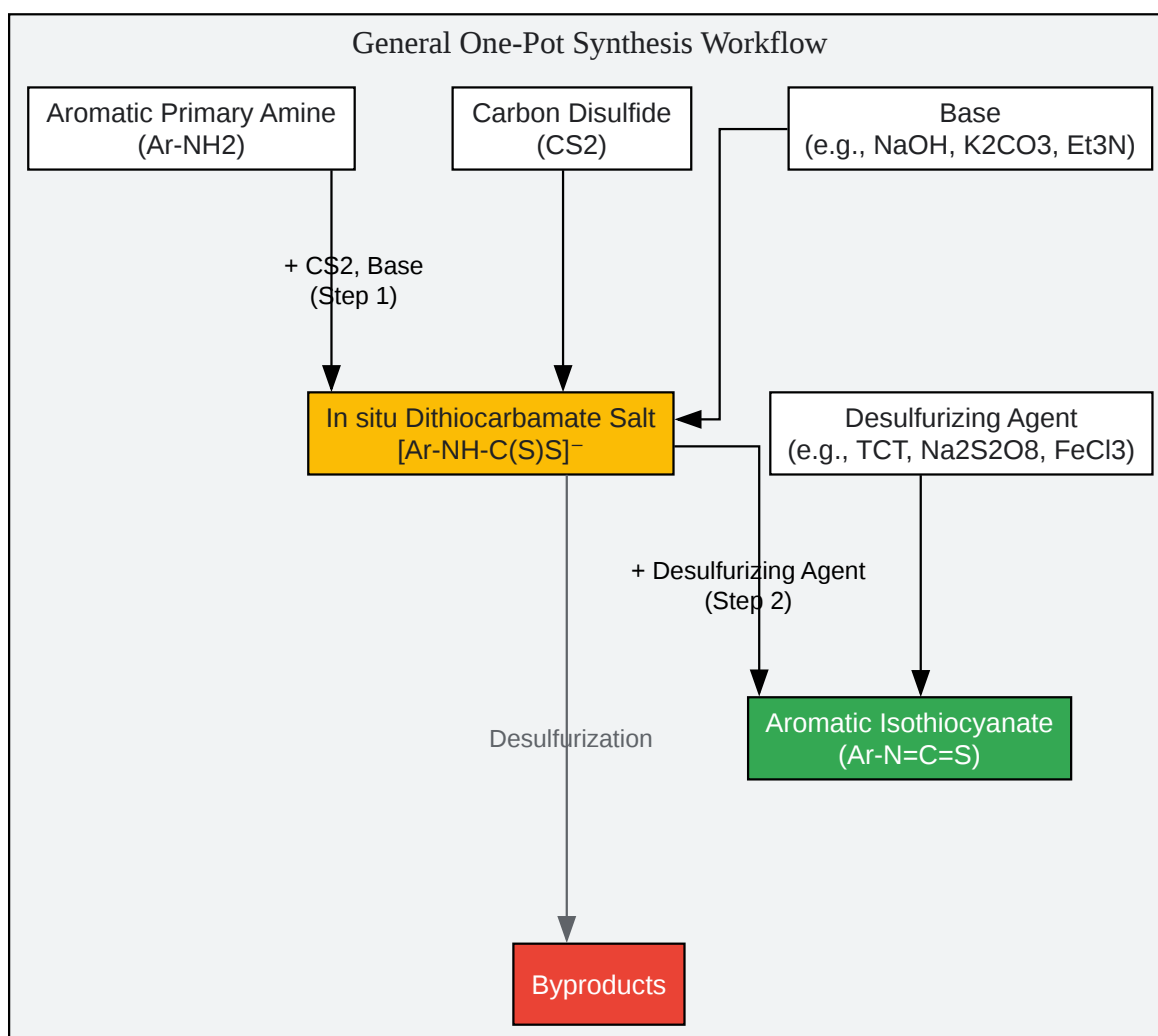 General One-Pot Synthesis Workflow
Aromatic Primary Amine
(Ar-NH2)
Carbon Disulfide
(CS2)
Base
(e.g., NaOH, K2CO3, Et3N)
+ CS2, Base
(Step 1)
In situ Dithiocarbamate Salt
[Ar-NH-C(S)S]⁻
Desulfurizing Agent
(e.g., TCT, Na2S2O8, FeCl3)
+ Desulfurizing Agent
(Step 2)
Desulfurization
Aromatic Isothiocyanate
(Ar-N=C=S)
Byproducts